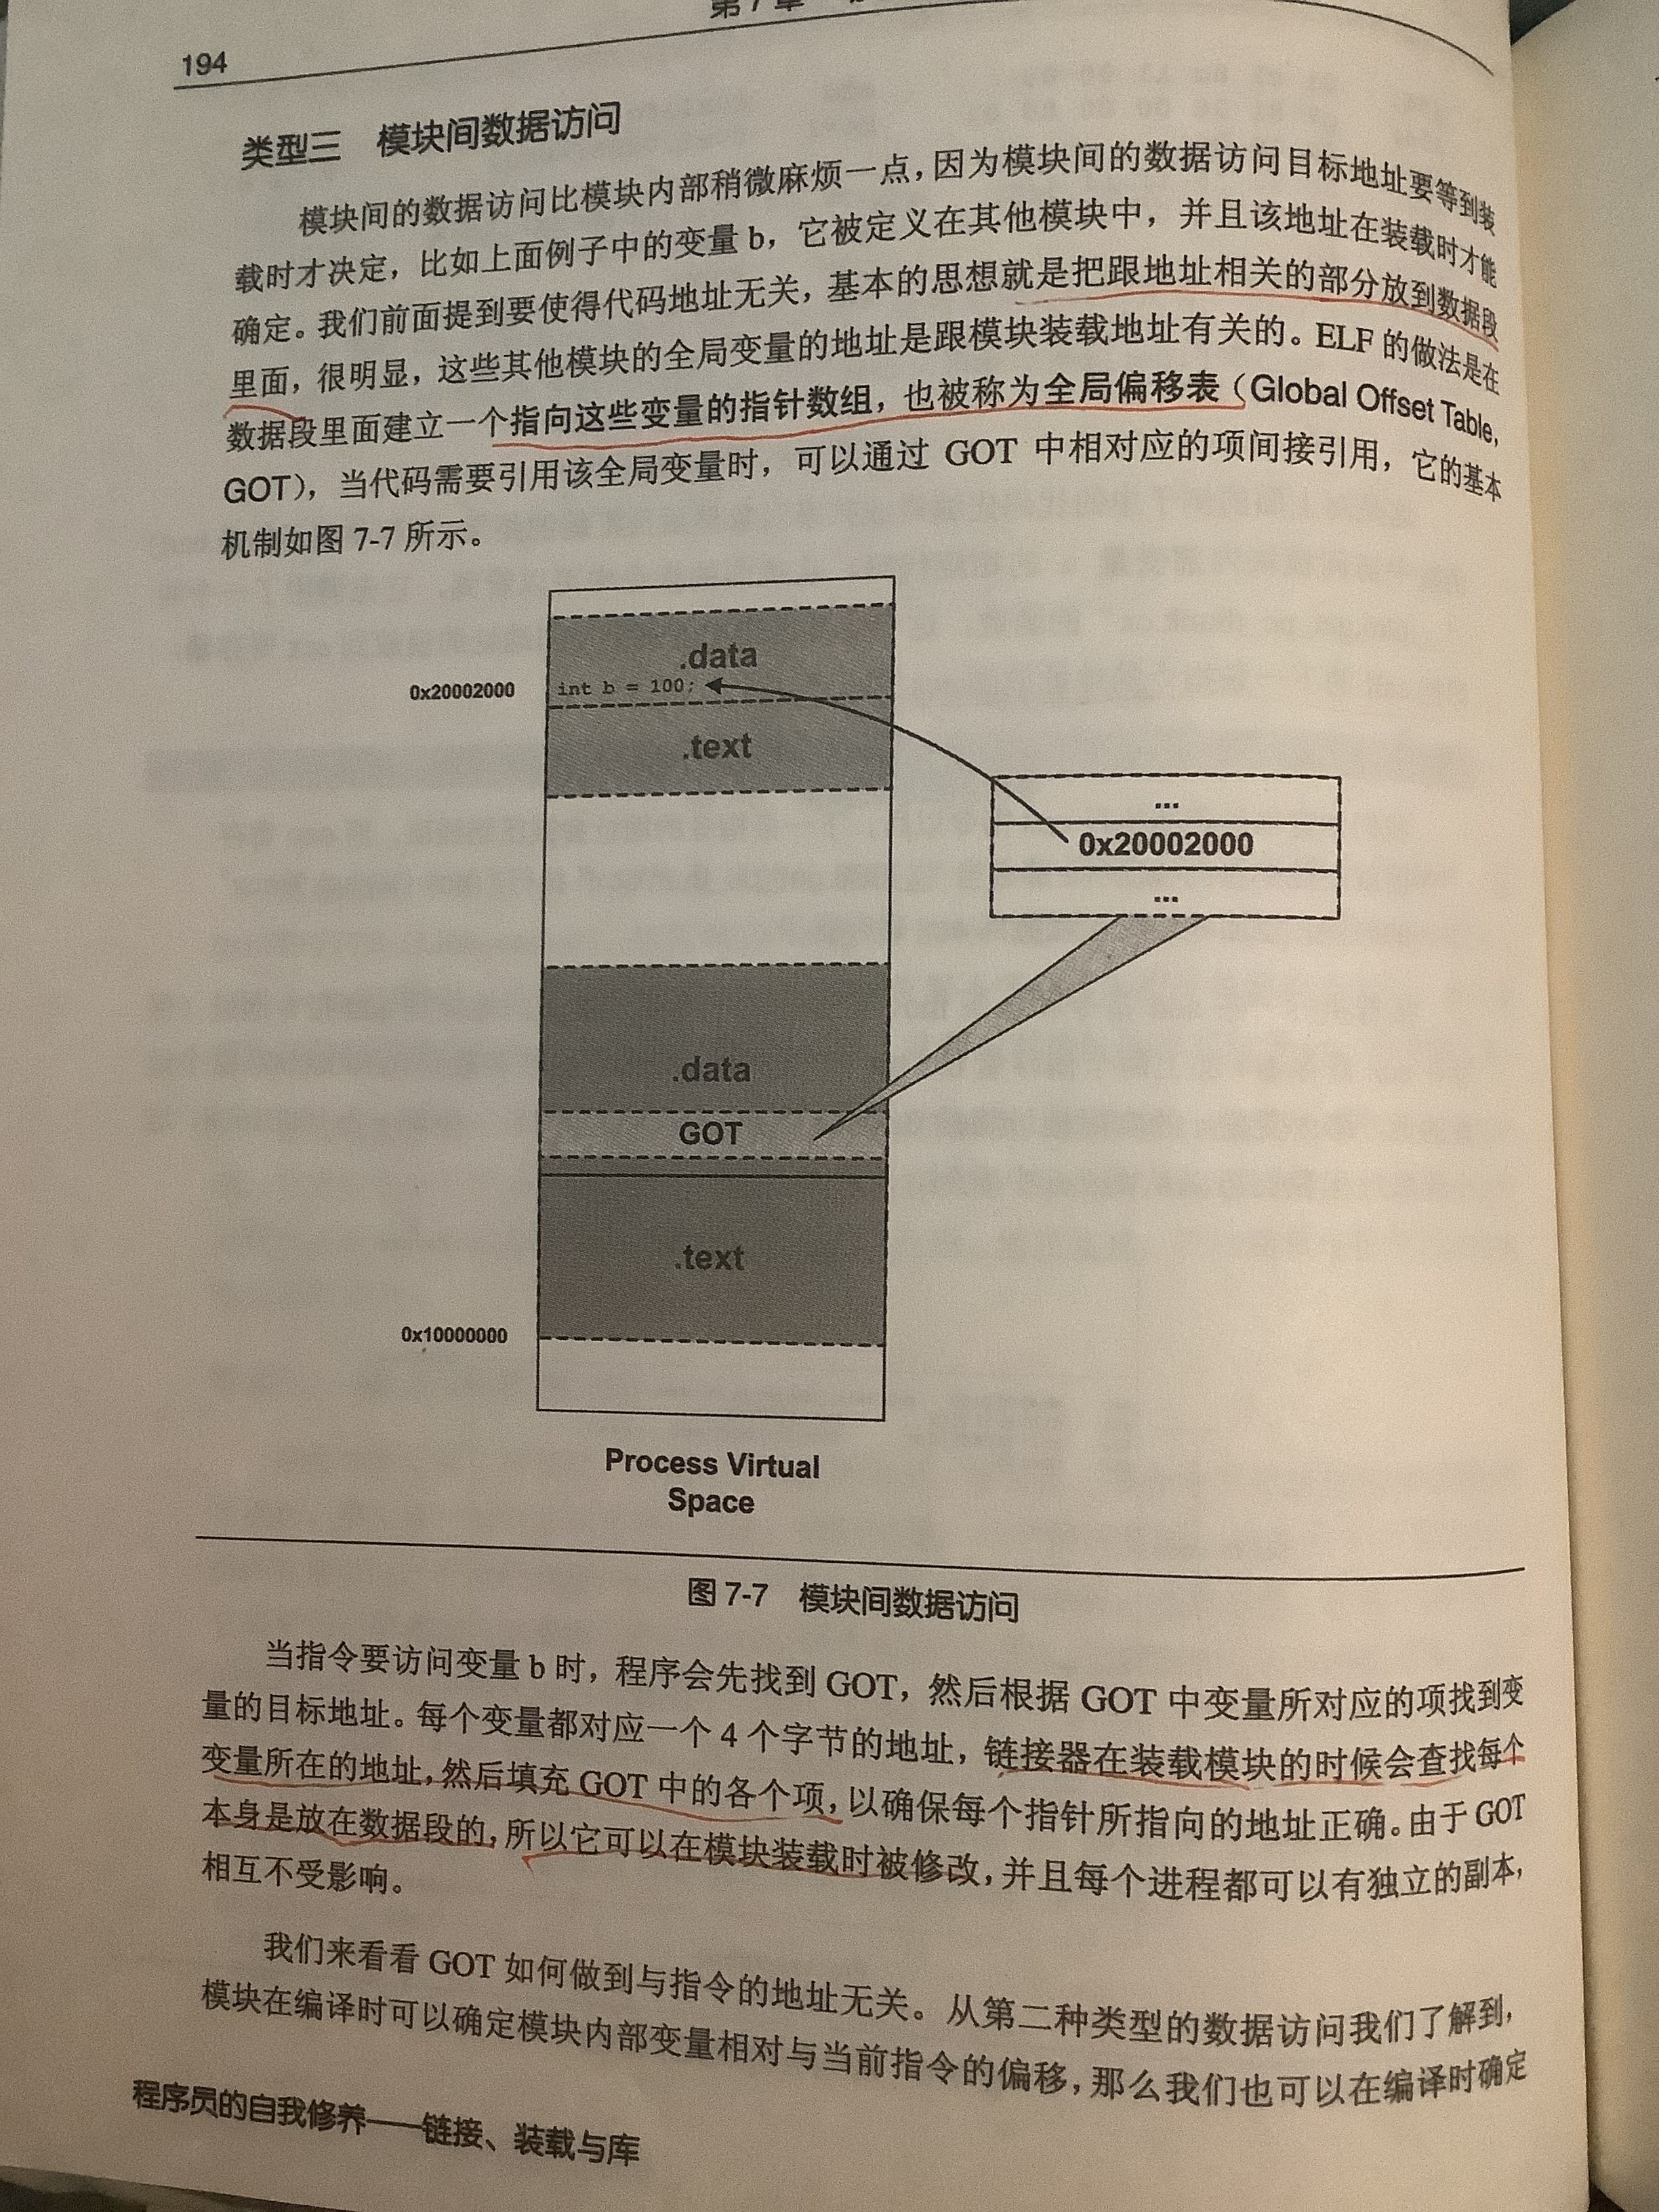 第7章
194
类型三 模块间数据访问
模块间的数据访问比模块内部稍微麻烦一点，因为模块间的数据访问目标地址要等到装
载时才决定，比如上面例子中的变量 b，它被定义在其他模块中，并且该地址在装载时才能
确定。我们前面提到要使得代码地址无关，基本的思想就是把跟地址相关的部分放到数据段
里面，很明显，这些其他模块的全局变量的地址是跟模块装载地址有关的。ELF 的做法是在
数据段里面建立一个指向这些变量的指针数组，也被称为全局偏移表（Global Offset Table,
GOT），当代码需要引用该全局变量时，可以通过 GOT 中相对应的项间接引用，它的基本
机制如图 7-7 所示。
.data
0x20002000
int b = 100;
.text
...
0x20002000
...
.data
GOT
.text
0x10000000
Process Virtual
Space
图 7-7 模块间数据访问
当指令要访问变量 b 时，程序会先找到 GOT，然后根据 GOT 中变量所对应的项找到变
量的目标地址。每个变量都对应一个 4 个字节的地址，链接器在装载模块的时候会查找每个
变量所在的地址，然后填充 GOT 中的各个项，以确保每个指针所指向的地址正确。由于 GOT
本身是放在数据段的，所以它可以在模块装载时被修改，并且每个进程都可以有独立的副本，
相互不受影响。
我们来看看 GOT 如何做到与指令的地址无关。从第二种类型的数据访问我们了解到，
模块在编译时可以确定模块内部变量相对与当前指令的偏移，那么我们也可以在编译时确定
程序员的自我修养——链接、装载与库